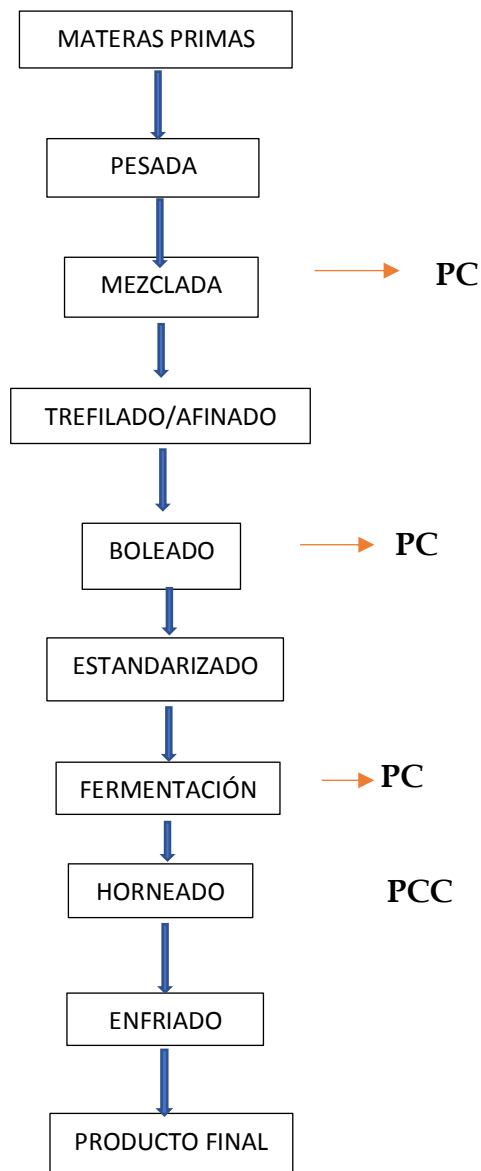 MATERAS PRIMAS
PESADA
MEZCLADA
PC
TREFILADO/AFINADO
BOLEADO
PC
ESTANDARIZADO
FERMENTACIÓN
PC
HORNEADO
PCC
ENFRIADO
PRODUCTO FINAL